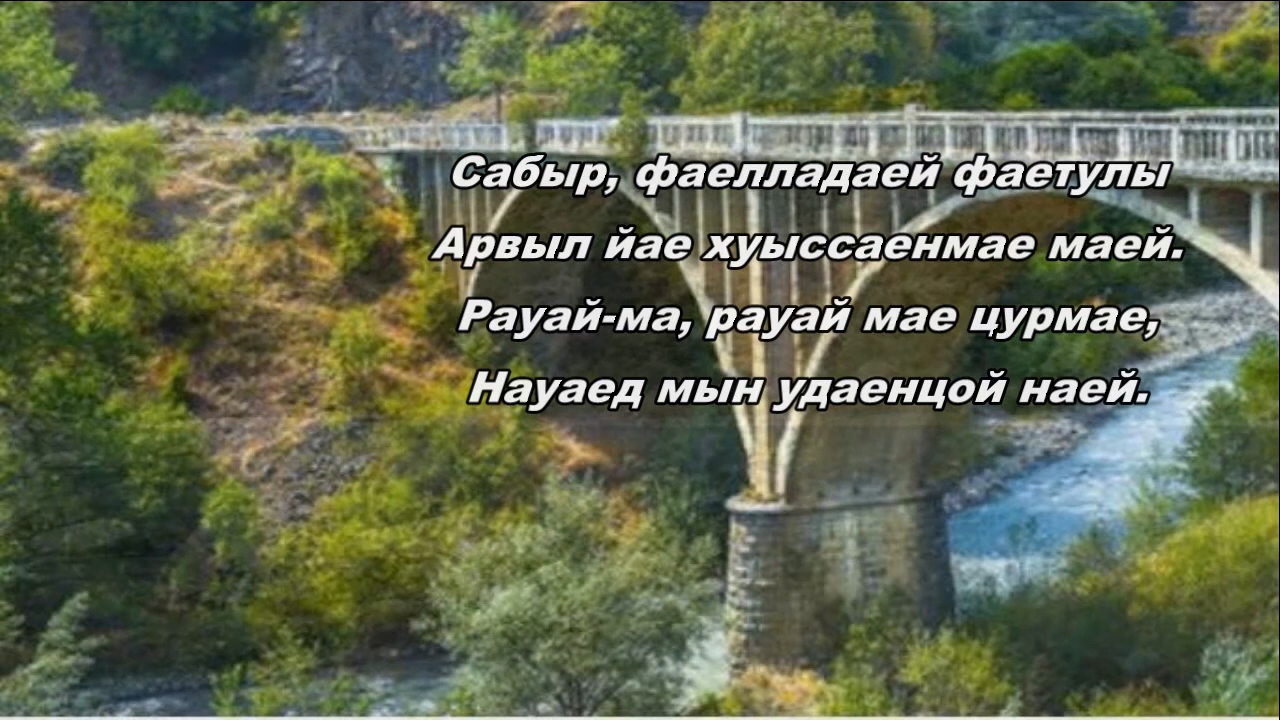 Сабыр, фаелладаей фаетулы
Арвыл йае хуыссаенмае маей.
Рауай-ма, рауай мае цурмае,
Науаед мын удаенцой наей.